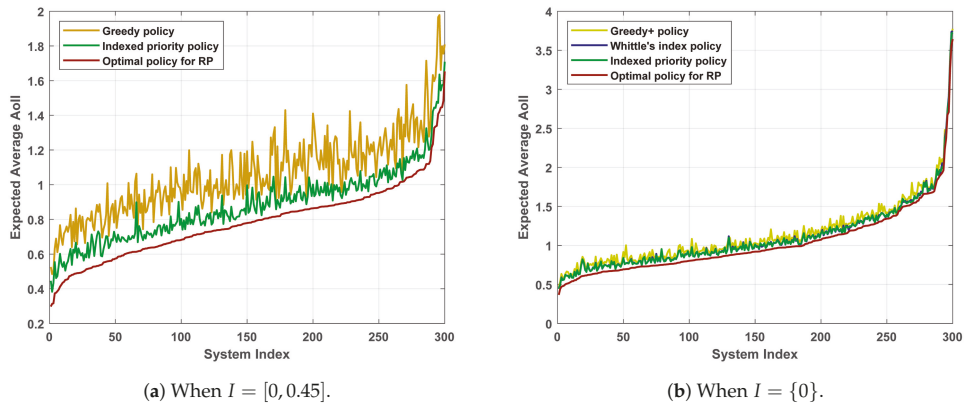 2
1.8
1.6
1.4
1.2
1
0.8
0.6
0.4
0.2
Expected Average AoII
Greedy policy
Indexed priority policy
Optimal policy for RP
0 50 100 150 200 250 300
System Index
(a) When I = [0, 0.45].
4
3.5
3
2.5
2
1.5
1
0.5
0
Expected Average AoII
Greedy+ policy
Whittle's index policy
Indexed priority policy
Optimal policy for RP
0 50 100 150 200 250 300
System Index
(b) When I = {0}.